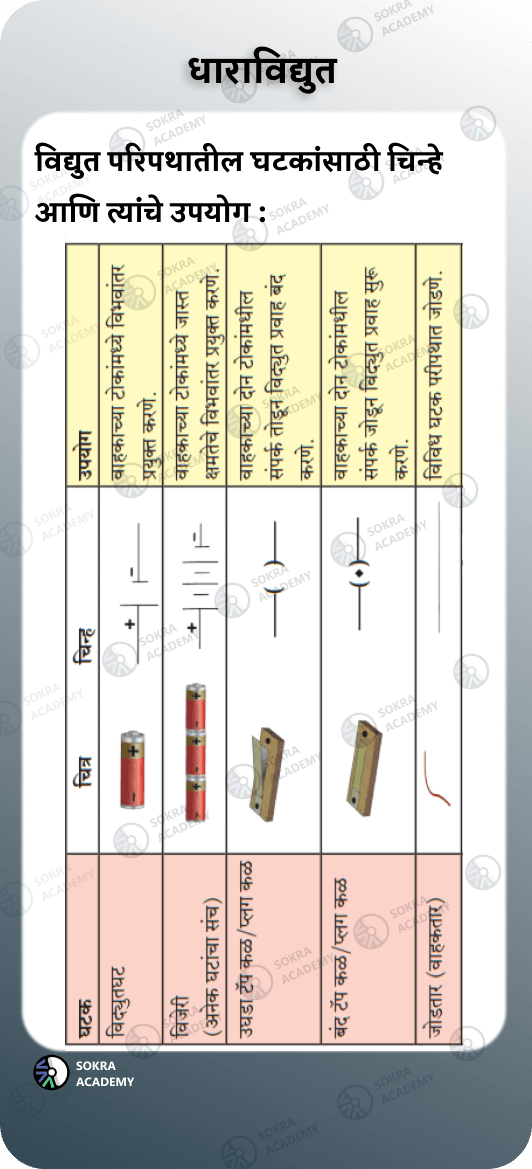 धाराविद्युत
विद्युत परिपथातील घटकांसाठी चिन्हे
आणि त्यांचे उपयोग :
घटक चित्र चिन्ह उपयोग
विद्युतघट + − वाहकाच्या टोकांमध्ये विभवांतर
प्रयुक्त करणे.
विजेरी
(अनेक घटांचा संच) + − वाहकाच्या टोकांमध्ये जास्त
क्षमतेचे विभवांतर प्रयुक्त करणे.
उघडा टॅप कळ/प्लग कळ वाहकाच्या दोन टोकांमधील
संपर्क तोडून विद्युत प्रवाह बंद
करणे.
बंद टॅप कळ/प्लग कळ वाहकाच्या दोन टोकांमधील
संपर्क जोडून विद्युत प्रवाह सुरू
करणे.
जोडतार (वाहकतार) विविध घटक परीपथात जोडणे.
SOKRA
ACADEMY